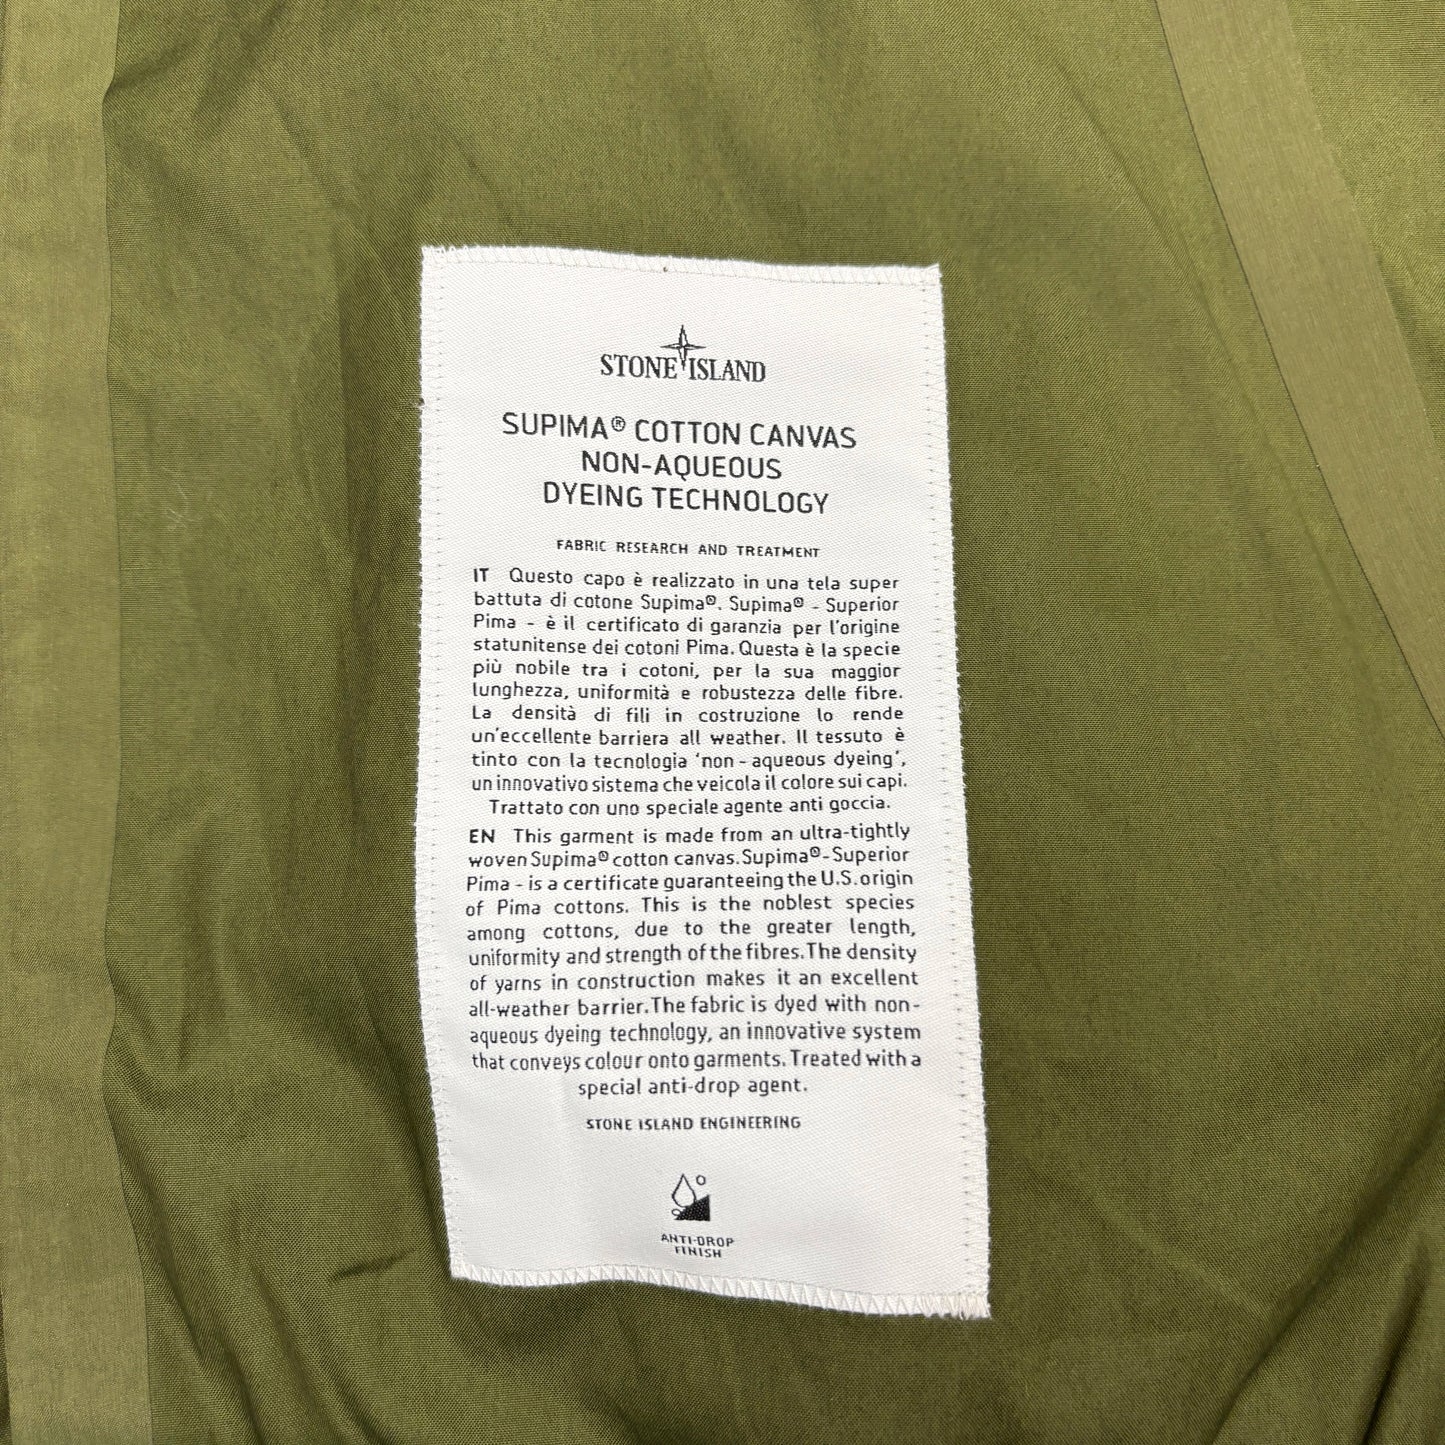 STONE ISLAND
SUPIMA® COTTON CANVAS
NON-AQUEOUS
DYEING TECHNOLOGY
FABRIC RESEARCH AND TREATMENT
IT Questo capo è realizzato in una tela super
battuta di cotone Supima®. Supima® - Superior
Pima - è il certificato di garanzia per l'origine
statunitense dei cotoni Pima. Questa è la specie
più nobile tra i cotoni, per la sua maggior
lunghezza, uniformità e robustezza delle fibre.
La densità di fili in costruzione lo rende
un'eccellente barriera all weather. Il tessuto è
tinto con la tecnologia 'non - aqueous dyeing',
un innovativo sistema che veicola il colore sui capi.
Trattato con uno speciale agente anti goccia.
EN This garment is made from an ultra-tightly
woven Supima® cotton canvas. Supima® - Superior
Pima - is a certificate guaranteeing the U.S. origin
of Pima cottons. This is the noblest species
among cottons, due to the greater length,
uniformity and strength of the fibres. The density
of yarns in construction makes it an excellent
all-weather barrier. The fabric is dyed with non-
aqueous dyeing technology, an innovative system
that conveys colour onto garments. Treated with a
special anti-drop agent.
STONE ISLAND ENGINEERING
ANTI-DROP
FINISH